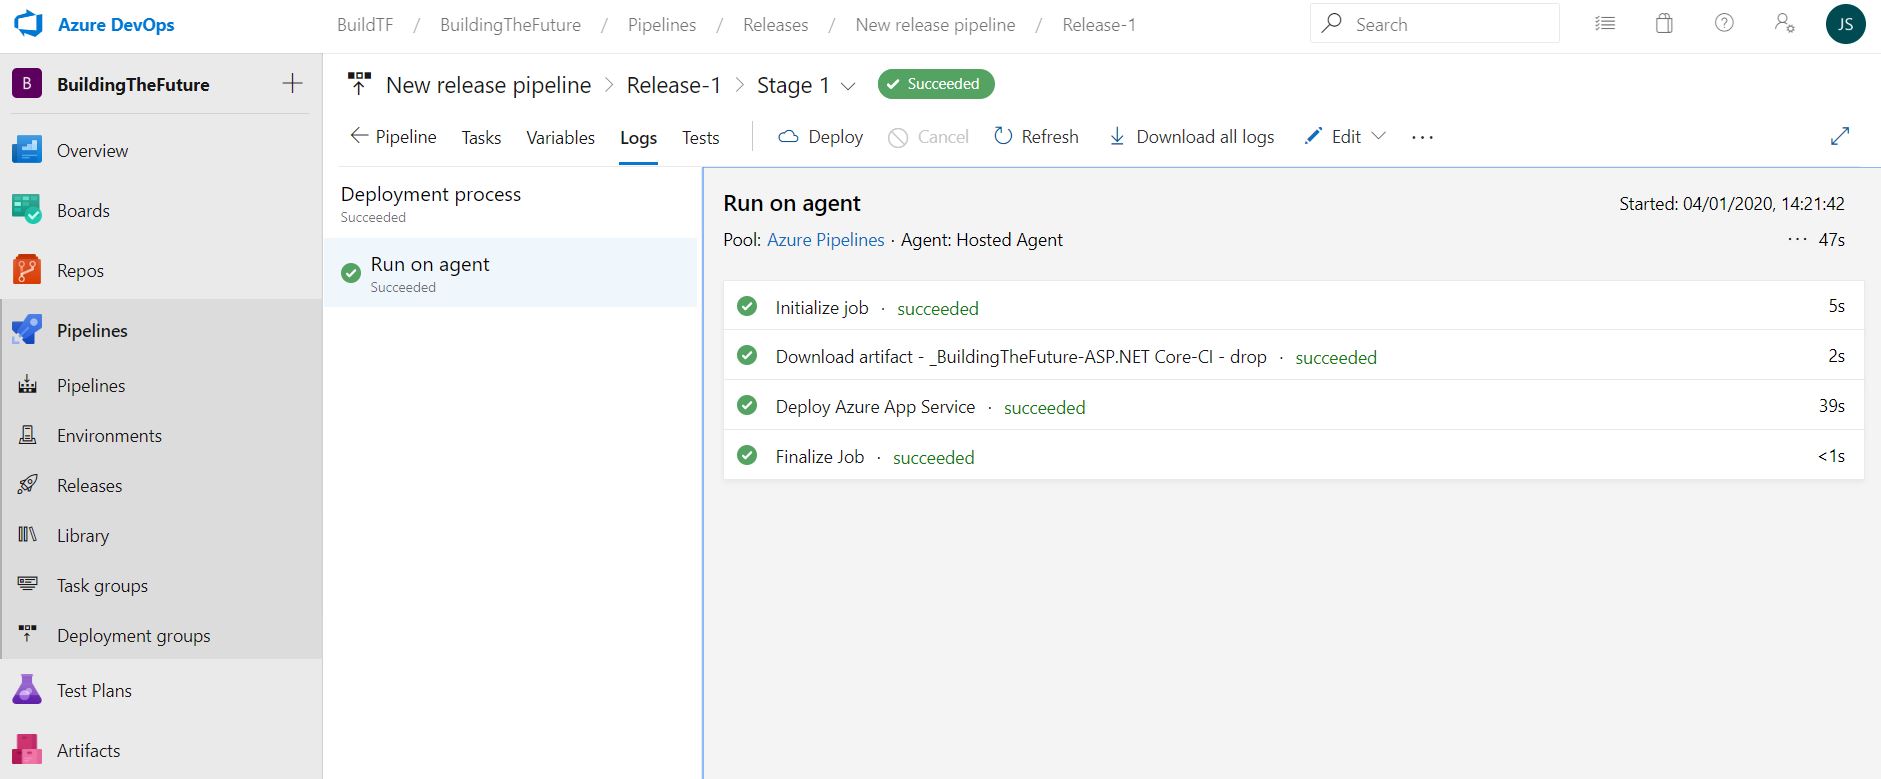 Azure DevOps
BuildTF / BuildingTheFuture / Pipelines / Releases / New release pipeline / Release-1
Search
JS
B BuildingTheFuture
Overview
Boards
Repos
Pipelines
Pipelines
Environments
Releases
Library
Task groups
Deployment groups
Test Plans
Artifacts
New release pipeline > Release-1 > Stage 1 Succeeded
Pipeline Tasks Variables Logs Tests Deploy Cancel Refresh Download all logs Edit ...
Deployment process
Succeeded
Run on agent
Succeeded
Run on agent Started: 04/01/2020, 14:21:42
Pool: Azure Pipelines · Agent: Hosted Agent ... 47s
Initialize job · succeeded 5s
Download artifact - _BuildingTheFuture-ASP.NET Core-CI - drop · succeeded 2s
Deploy Azure App Service · succeeded 39s
Finalize Job · succeeded <1s